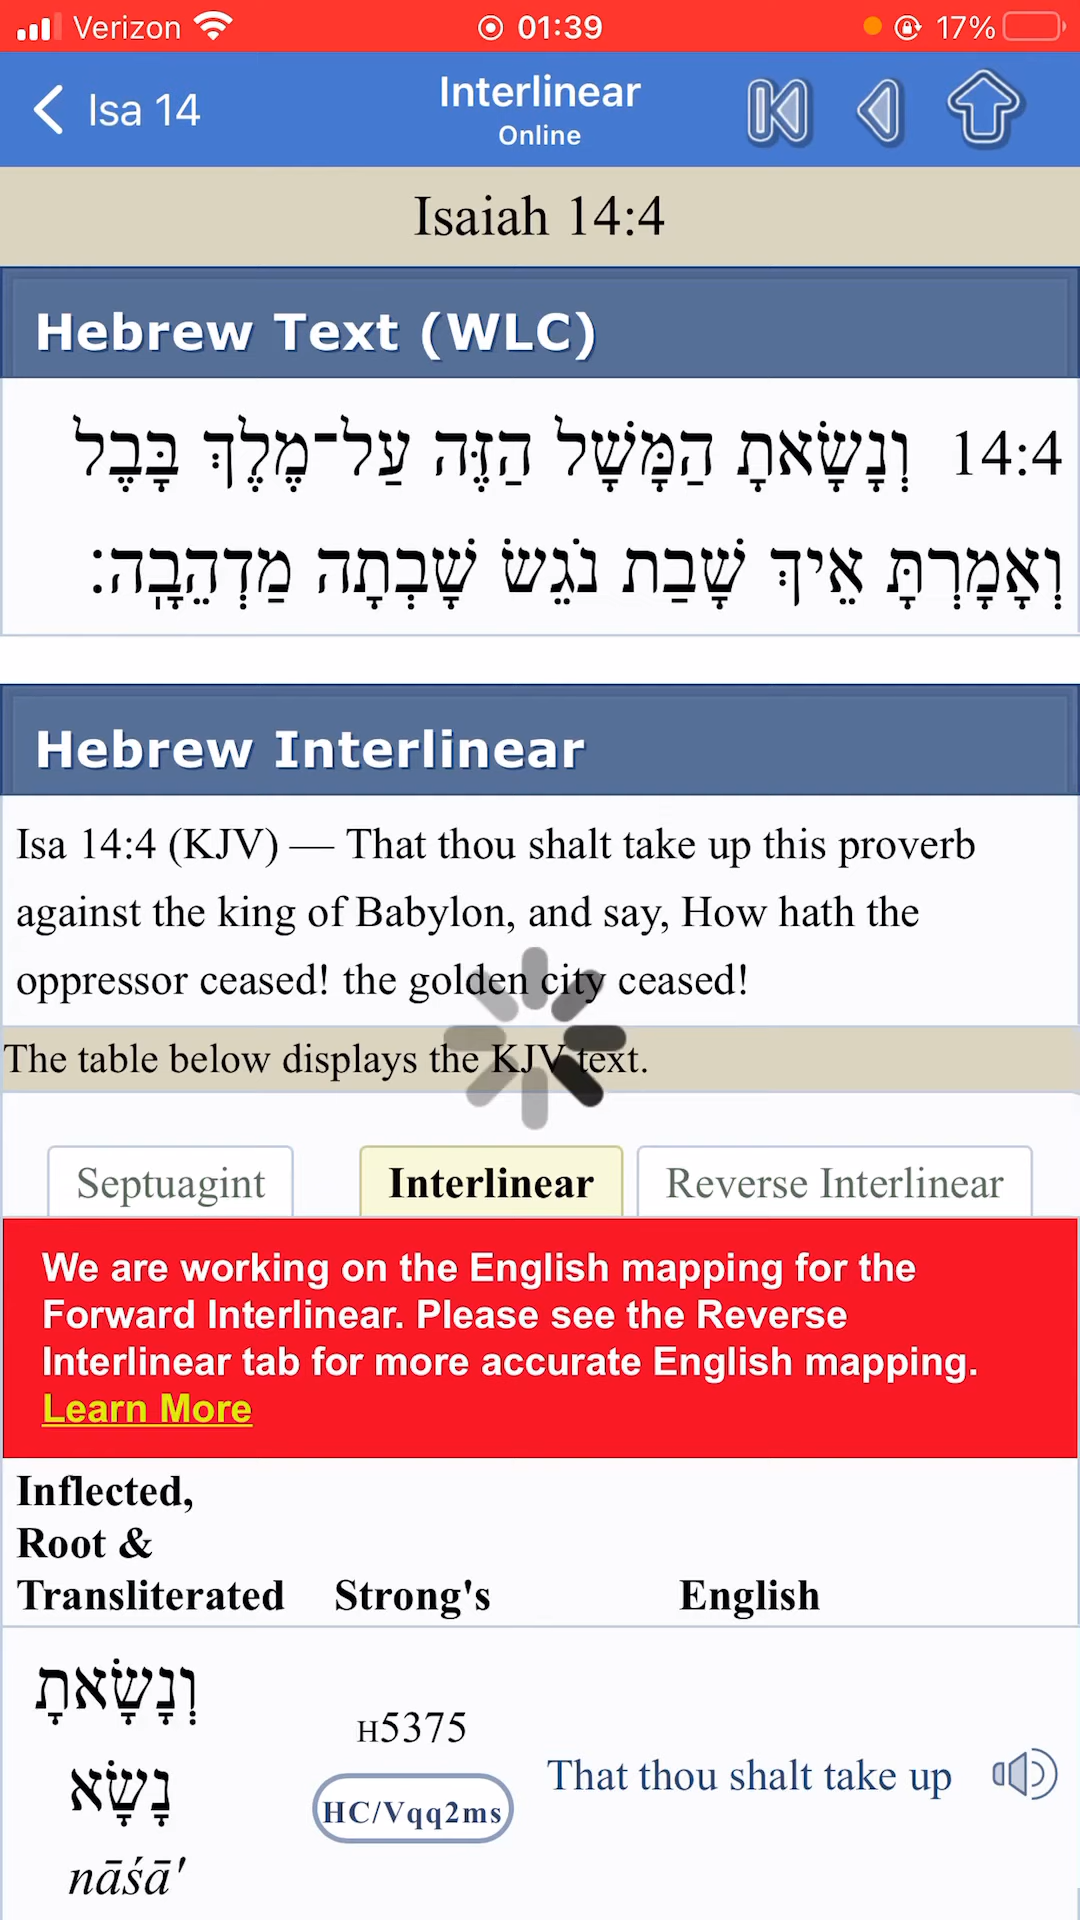 Verizon 01:39 17%
Isa 14 Interlinear
Online
Isaiah 14:4
Hebrew Text (WLC)
14:4 וְנָשָׂאתָ הַמָּשָׁל הַזֶּה עַל־מֶלֶךְ בָּבֶל
וְאָמָרְתָּ אֵיךְ שָׁבַת נֹגֵשׂ שָׁבְתָה מַדְהֵבָֽה׃
Hebrew Interlinear
Isa 14:4 (KJV) — That thou shalt take up this proverb
against the king of Babylon, and say, How hath the
oppressor ceased! the golden city ceased!
The table below displays the KJV text.
Septuagint Interlinear Reverse Interlinear
We are working on the English mapping for the
Forward Interlinear. Please see the Reverse
Interlinear tab for more accurate English mapping.
Learn More
Inflected,
Root &
Transliterated Strong's English
וְנָשָׂאתָ
H5375
נָשָׂא
That thou shalt take up
HC/Vqq2ms
nāśā'